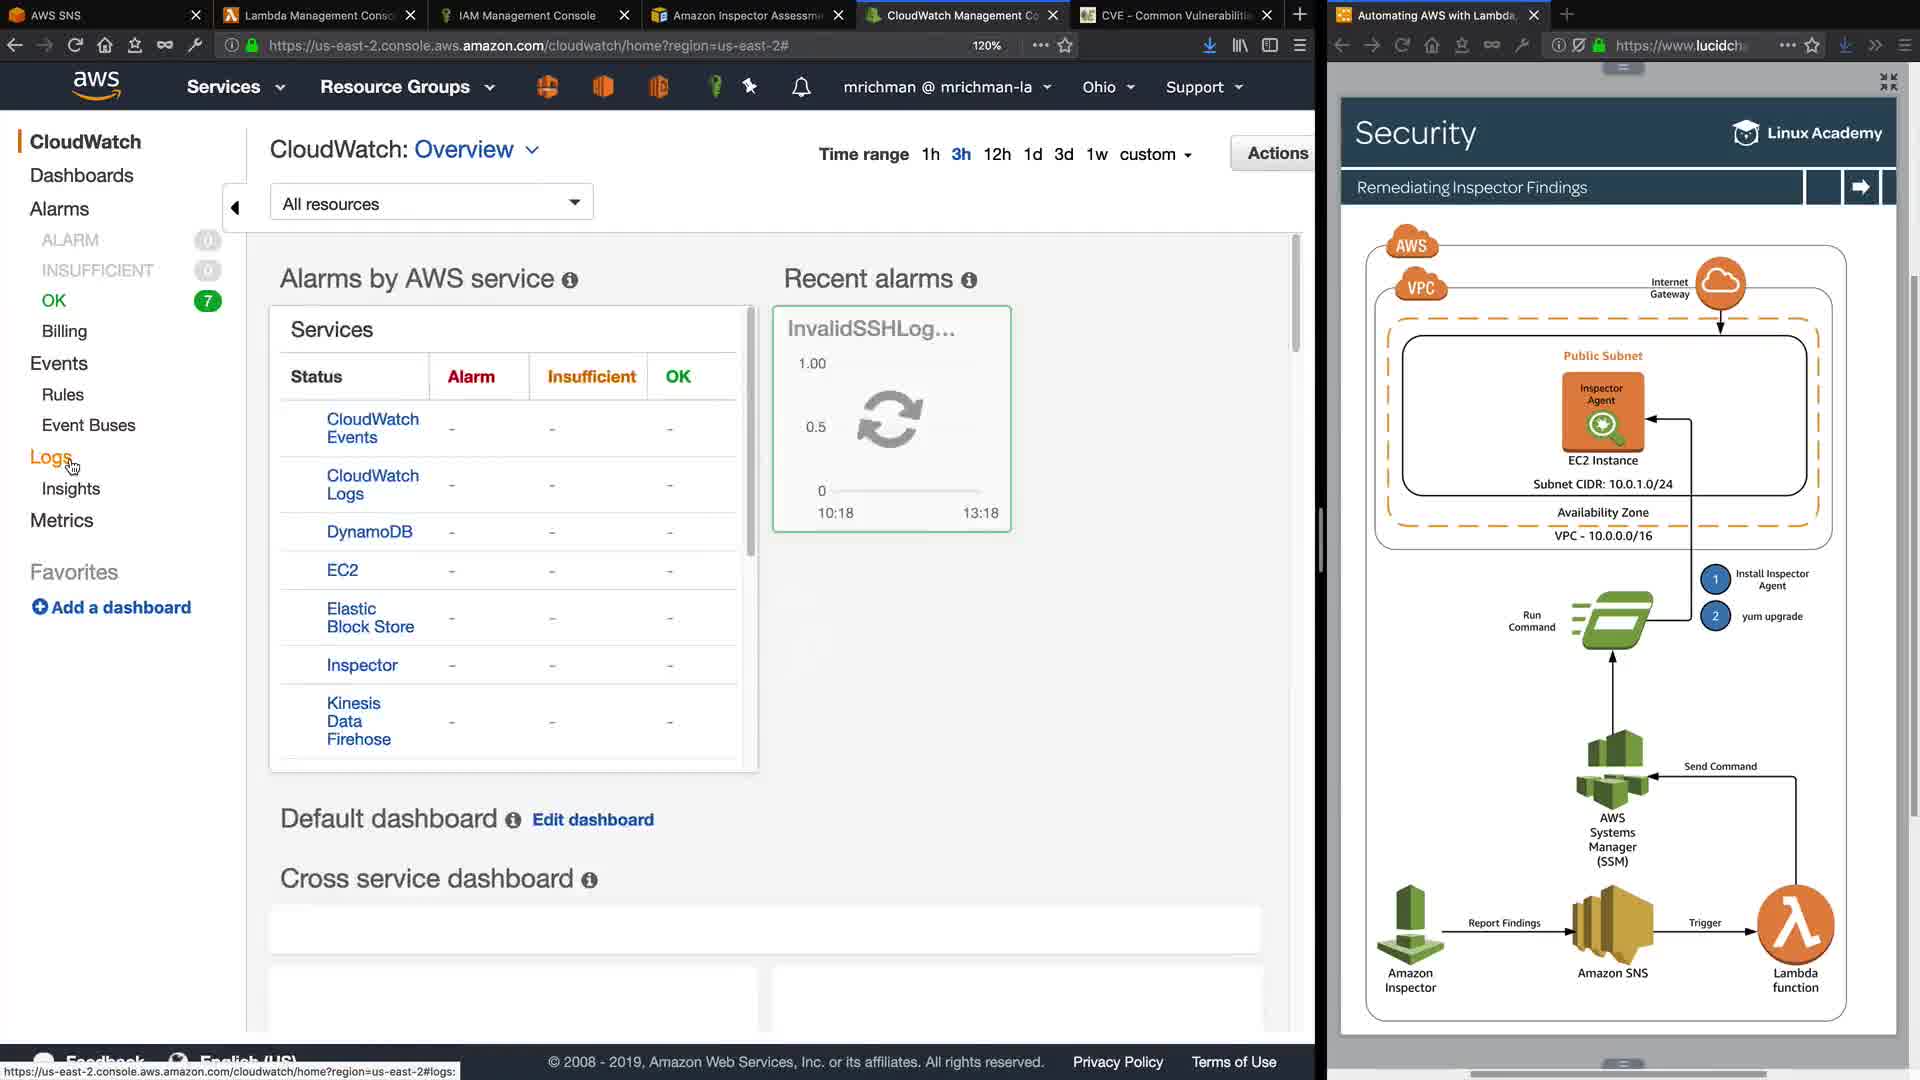 AWS SNS
Lambda Management Conso
IAM Management Console
Amazon Inspector Assessm
CloudWatch Management Co
CVE - Common Vulnerabiliti
https://us-east-2.console.aws.amazon.com/cloudwatch/home?region=us-east-2#
120%
aws
Services
Resource Groups
mrichman @ mrichman-la
Ohio
Support
CloudWatch
Dashboards
Alarms
ALARM 0
INSUFFICIENT 0
OK 7
Billing
Events
Rules
Event Buses
Logs
Insights
Metrics
Favorites
Add a dashboard
CloudWatch: Overview
Time range 1h 3h 12h 1d 3d 1w custom
Actions
All resources
Alarms by AWS service
Services
Status Alarm Insufficient OK
CloudWatch
Events - - -
CloudWatch
Logs - - -
DynamoDB - - -
EC2 - - -
Elastic
Block Store - - -
Inspector - - -
Kinesis
Data
Firehose - - -
Recent alarms
InvalidSSHLog...
1.00
0.5
0
10:18 13:18
Default dashboard Edit dashboard
Cross service dashboard
Feedback English (US)
© 2008 - 2019, Amazon Web Services, Inc. or its affiliates. All rights reserved. Privacy Policy Terms of Use
https://us-east-2.console.aws.amazon.com/cloudwatch/home?region=us-east-2#logs:
Automating AWS with Lambda,
https://www.lucidch
Security
Linux Academy
Remediating Inspector Findings
AWS
VPC
Internet
Gateway
Public Subnet
Inspector
Agent
EC2 Instance
Subnet CIDR: 10.0.1.0/24
Availability Zone
VPC - 10.0.0.0/16
1 Install Inspector
Agent
2 yum upgrade
Run
Command
AWS
Systems
Manager
(SSM)
Send Command
Report Findings
Trigger
Amazon
Inspector
Amazon SNS
Lambda
function